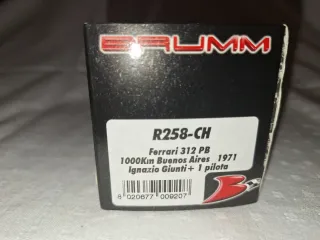 BRUMM
R258-CH
Ferrari 312 PB
1000Km Buenos Aires 1971
Ignazio Giunti + 1 pilota
8 020677 009207